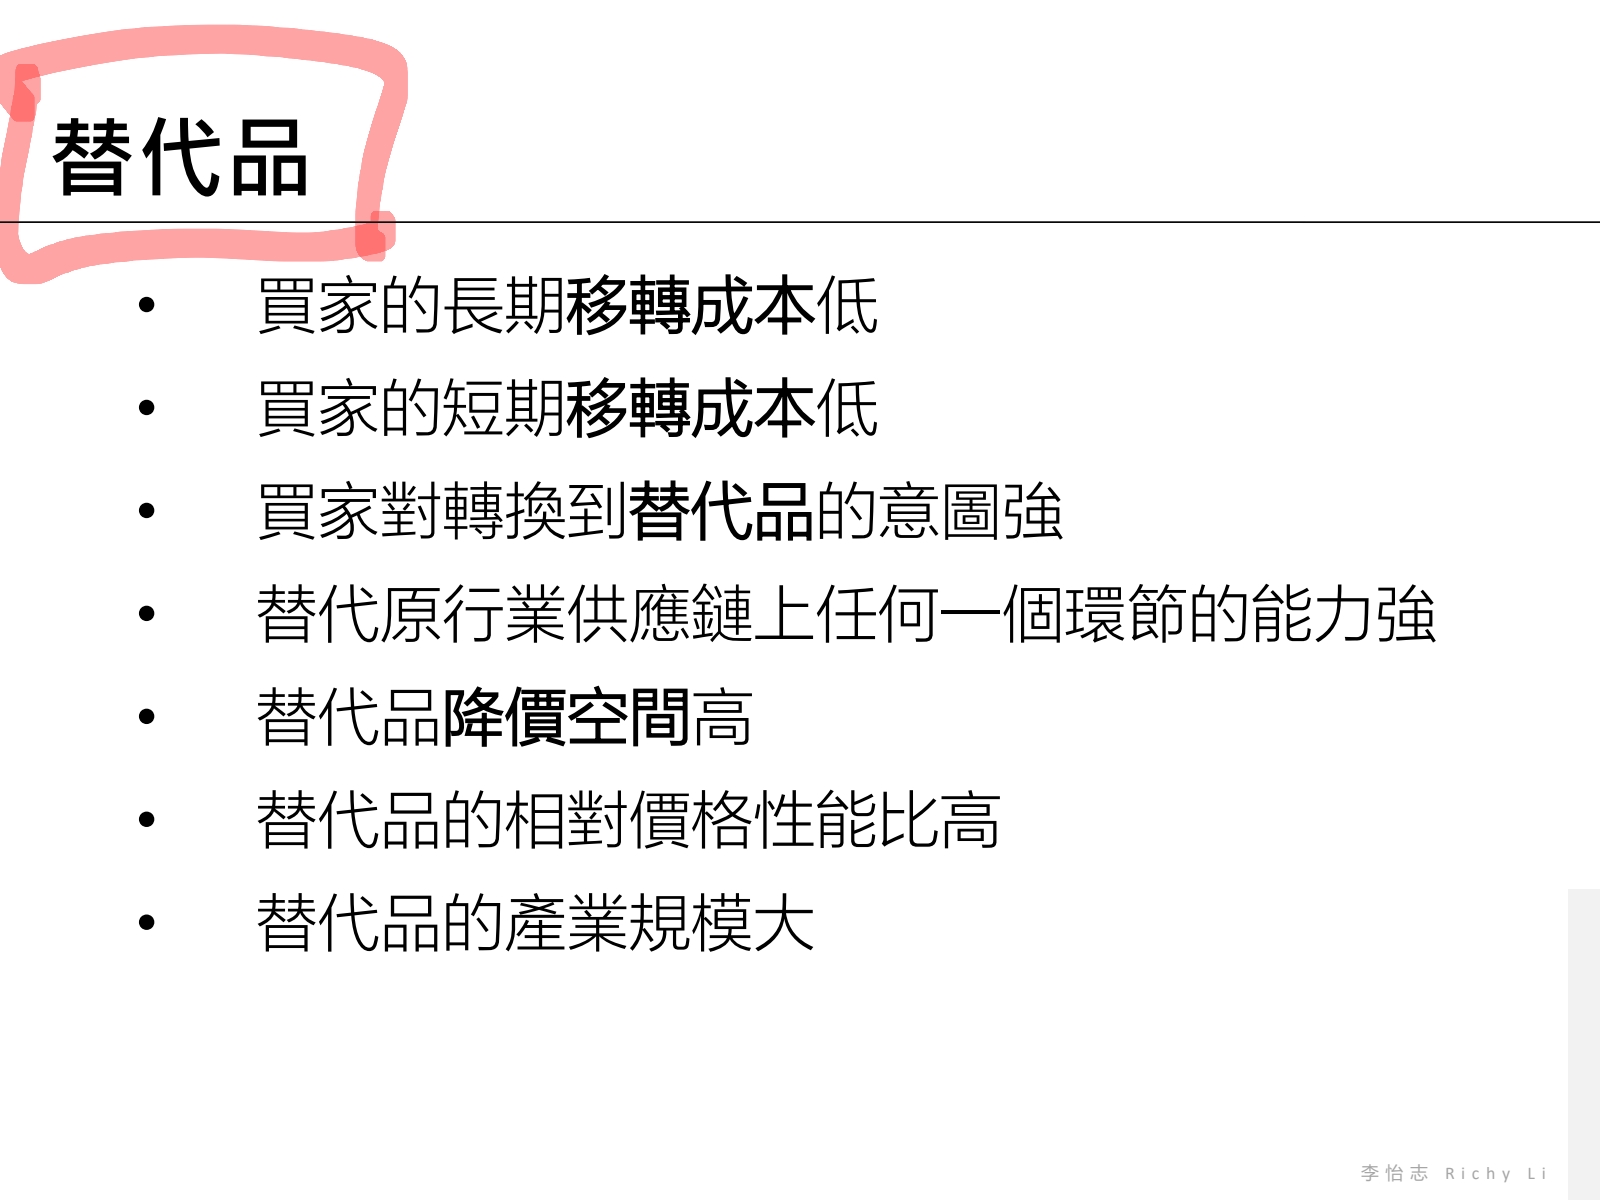 替代品
• 買家的長期移轉成本低
• 買家的短期移轉成本低
• 買家對轉換到替代品的意圖強
• 替代原行業供應鏈上任何一個環節的能力強
• 替代品降價空間高
• 替代品的相對價格性能比高
• 替代品的產業規模大
李怡志 Richy Li